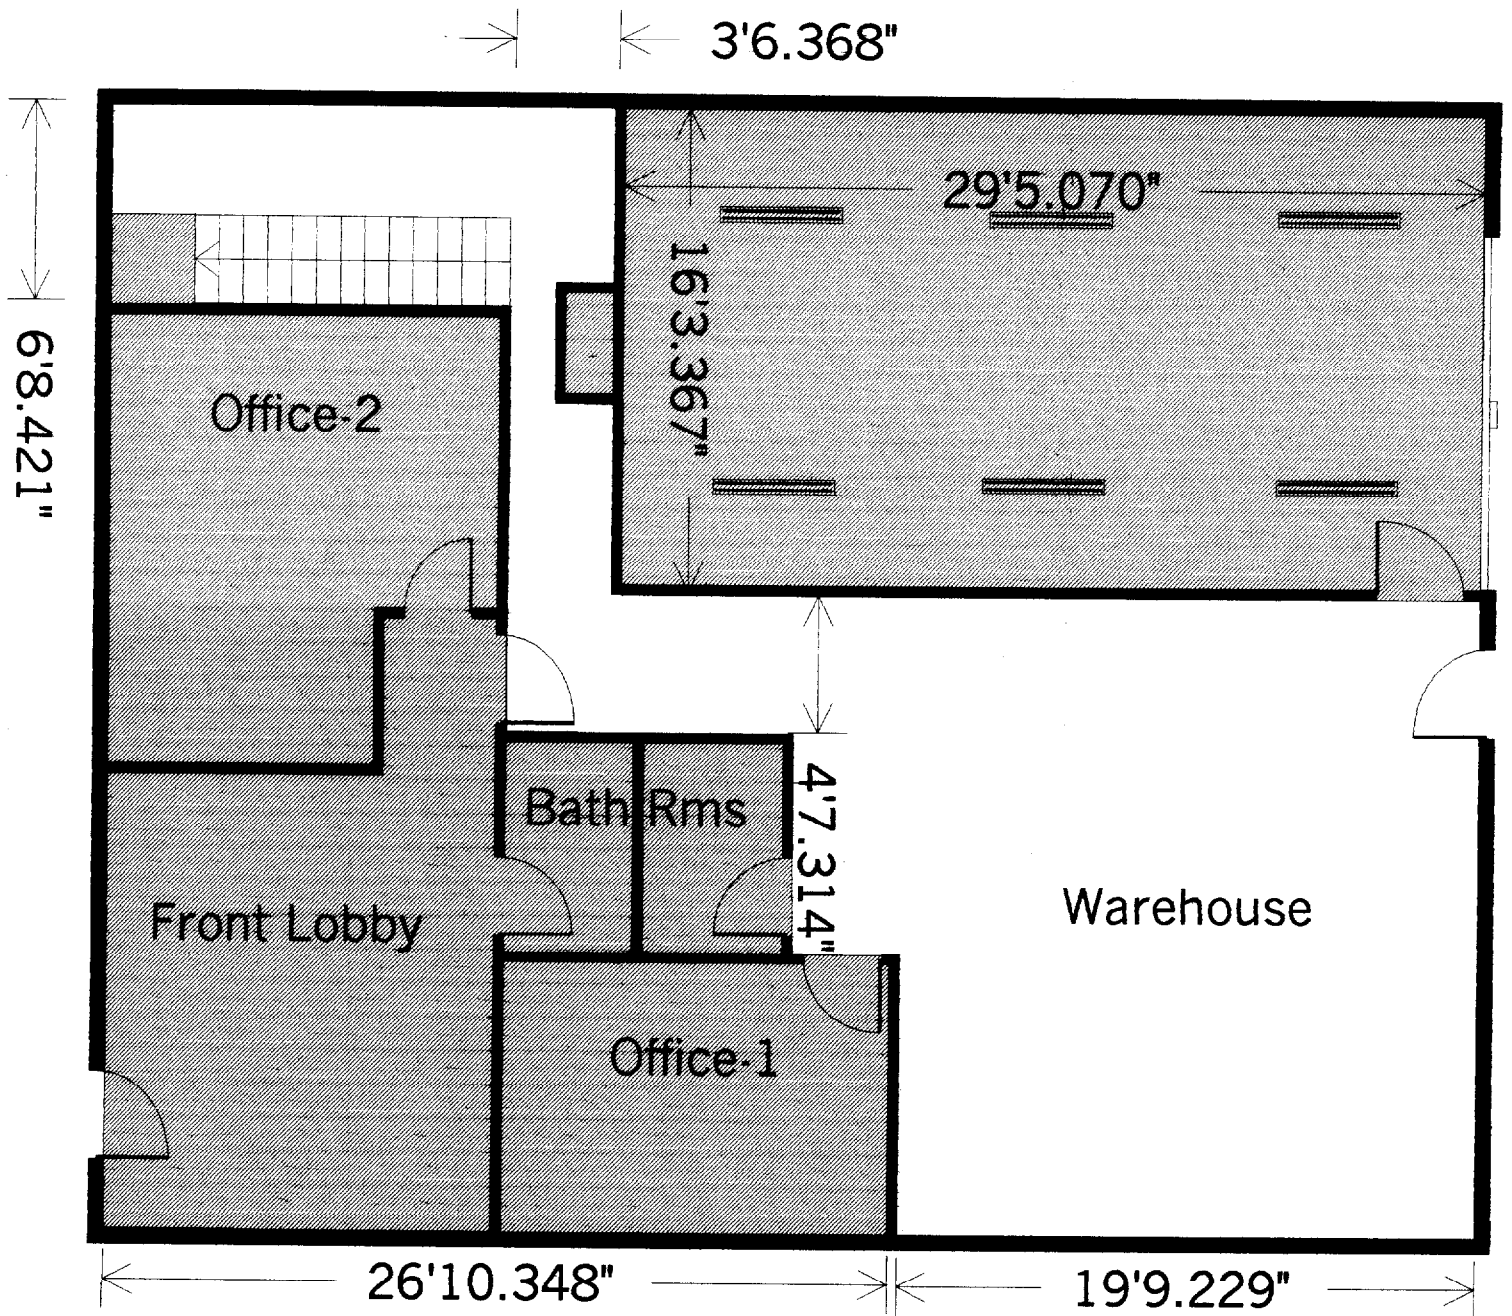 3'6.368"
29'5.070"
16'3.367"
6'8.421"
Office-2
Bath Rms
4'7.314"
Warehouse
Front Lobby
Office-1
26'10.348"
19'9.229"